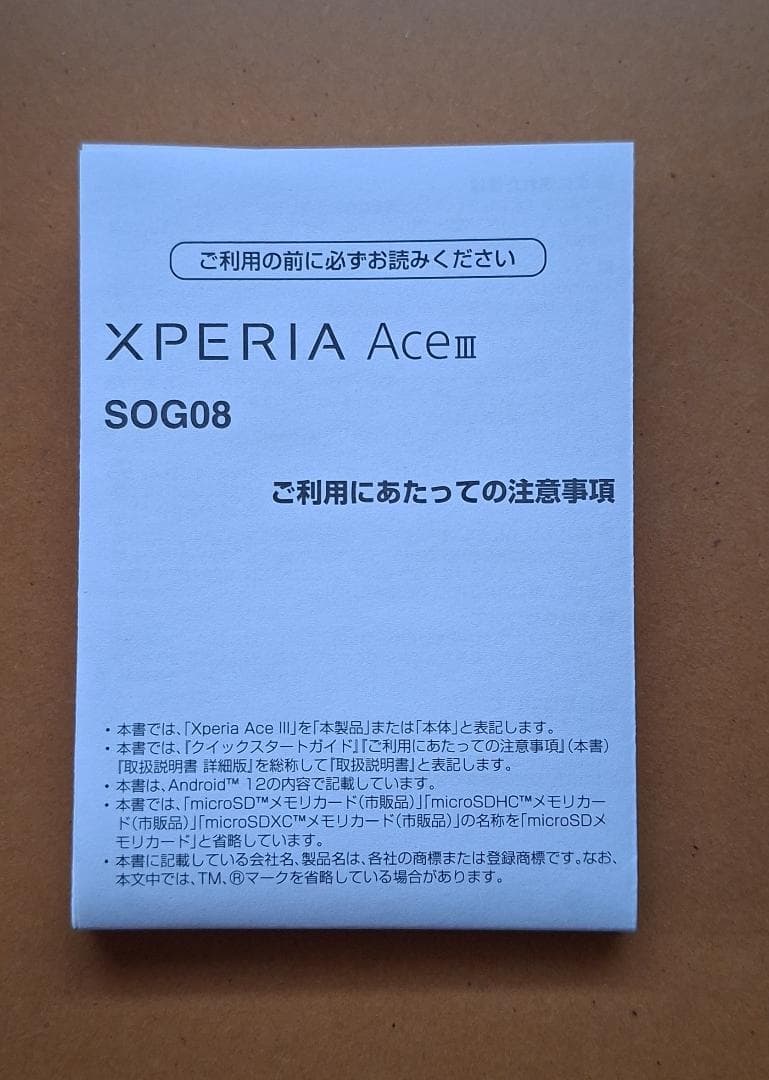 ご利用の前に必ずお読みください
XPERIA Ace III
SOG08
ご利用にあたっての注意事項
・本書では、「Xperia Ace III」を「本製品」または「本体」と表記します。
・本書では、『クイックスタートガイド』『ご利用にあたっての注意事項』（本書）
『取扱説明書 詳細版』を総称して『取扱説明書』と表記します。
・本書は、Android™ 12の内容で記載しています。
・本書では、「microSD™メモリカード（市販品）」「microSDHC™メモリカー
ド（市販品）」「microSDXC™メモリカード（市販品）」の名称を「microSDメ
モリカード」と省略しています。
・本書に記載している会社名、製品名は、各社の商標または登録商標です。なお、
本文中では、TM、®マークを省略している場合があります。